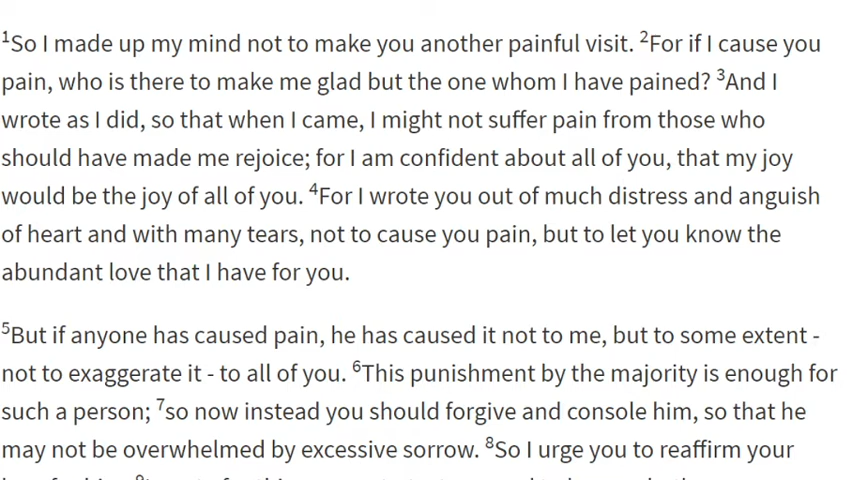 ¹So I made up my mind not to make you another painful visit. ²For if I cause you
pain, who is there to make me glad but the one whom I have pained? ³And I
wrote as I did, so that when I came, I might not suffer pain from those who
should have made me rejoice; for I am confident about all of you, that my joy
would be the joy of all of you. ⁴For I wrote you out of much distress and anguish
of heart and with many tears, not to cause you pain, but to let you know the
abundant love that I have for you.
⁵But if anyone has caused pain, he has caused it not to me, but to some extent -
not to exaggerate it - to all of you. ⁶This punishment by the majority is enough for
such a person; ⁷so now instead you should forgive and console him, so that he
may not be overwhelmed by excessive sorrow. ⁸So I urge you to reaffirm your